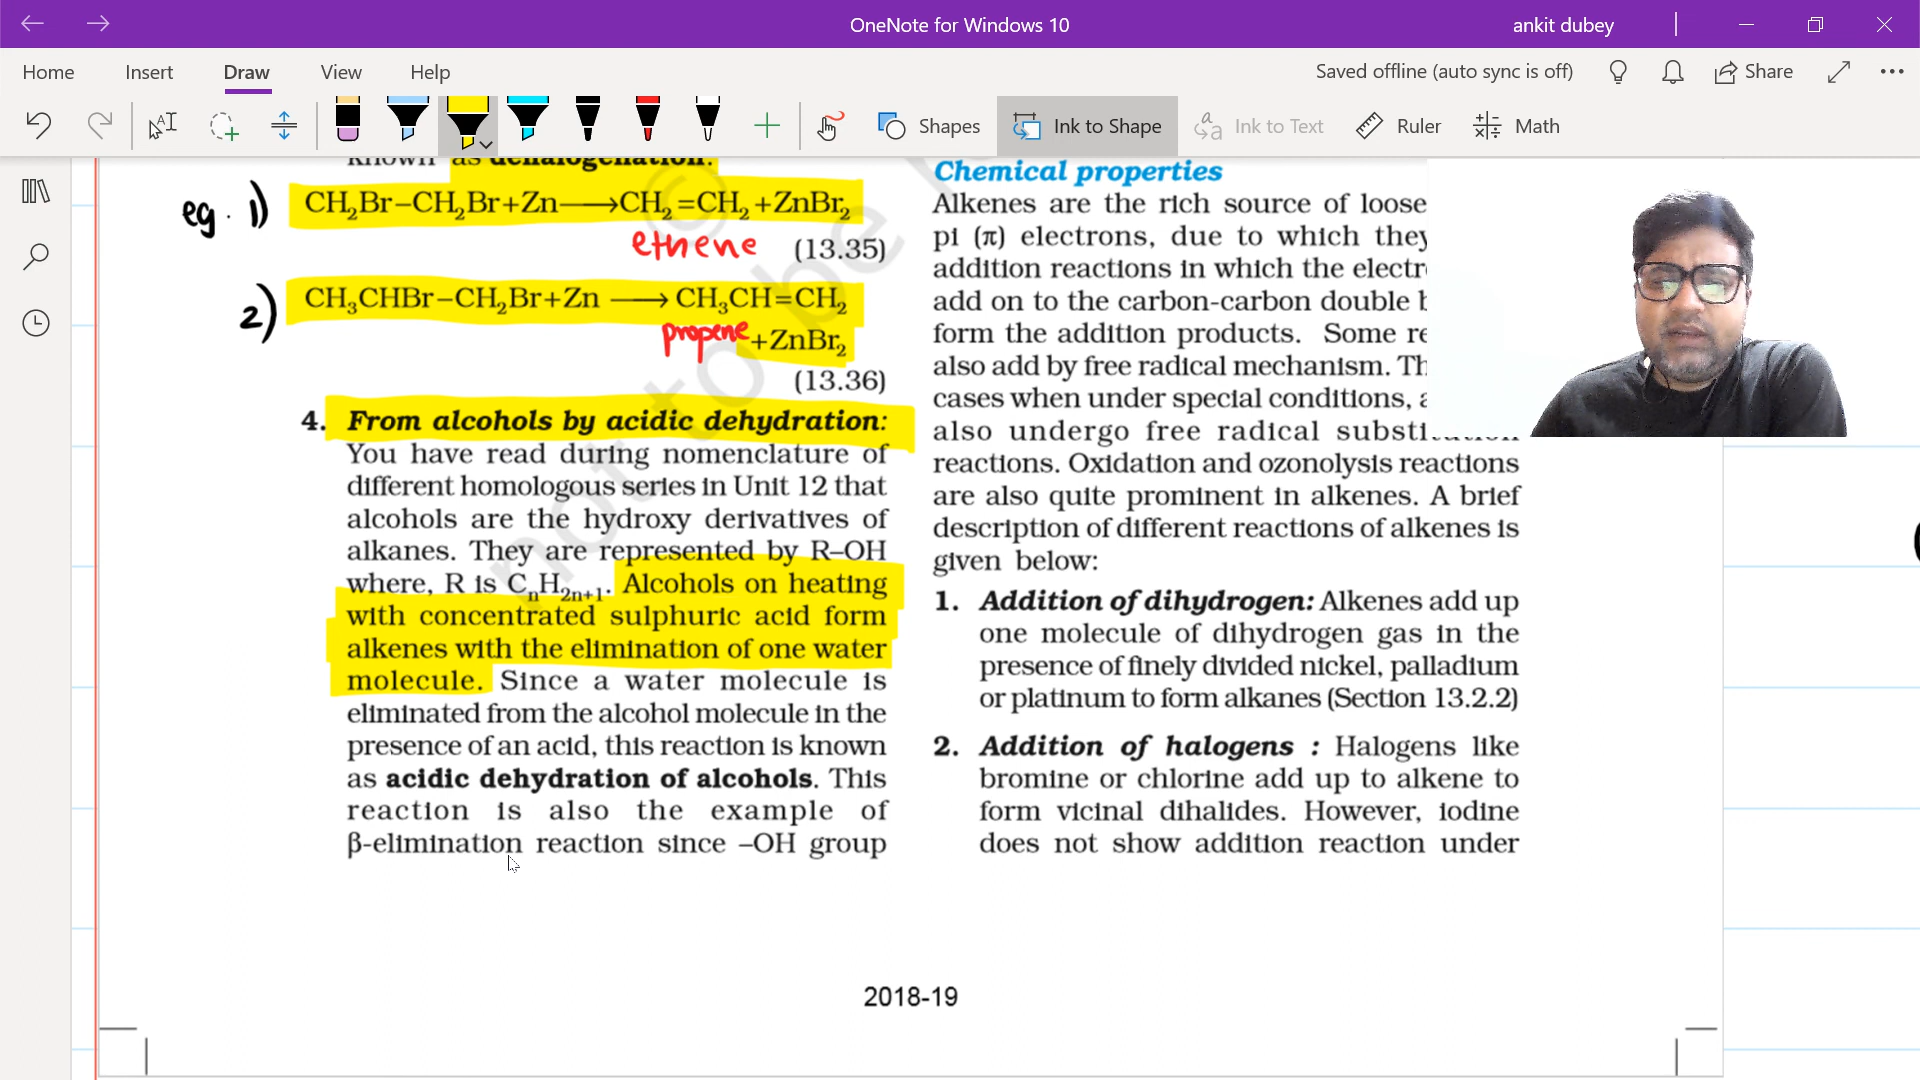 OneNote for Windows 10
ankit dubey
Home
Insert
Draw
View
Help
Saved offline (auto sync is off)
Share
Shapes
Ink to Shape
Ink to Text
Ruler
Math
known as dehalogenation.
eg. 1) CH₂Br–CH₂Br+Zn⟶CH₂=CH₂+ZnBr₂
ethene (13.35)
2) CH₃CHBr–CH₂Br+Zn ⟶ CH₃CH=CH₂
propene +ZnBr₂
(13.36)
4. From alcohols by acidic dehydration:
You have read during nomenclature of
different homologous series in Unit 12 that
alcohols are the hydroxy derivatives of
alkanes. They are represented by R–OH
where, R is CₙH₂ₙ₊₁. Alcohols on heating
with concentrated sulphuric acid form
alkenes with the elimination of one water
molecule. Since a water molecule is
eliminated from the alcohol molecule in the
presence of an acid, this reaction is known
as acidic dehydration of alcohols. This
reaction is also the example of
β-elimination reaction since –OH group
Chemical properties
Alkenes are the rich source of loose
pi (π) electrons, due to which they
addition reactions in which the
add on to the carbon-carbon double
form the addition products. Some
also add by free radical mechanism.
cases when under special conditions,
also undergo free radical
reactions. Oxidation and ozonolysis reactions
are also quite prominent in alkenes. A brief
description of different reactions of alkenes is
given below:
1. Addition of dihydrogen: Alkenes add up
one molecule of dihydrogen gas in the
presence of finely divided nickel, palladium
or platinum to form alkanes (Section 13.2.2)
2. Addition of halogens : Halogens like
bromine or chlorine add up to alkene to
form vicinal dihalides. However, iodine
does not show addition reaction under
© not to be
2018-19